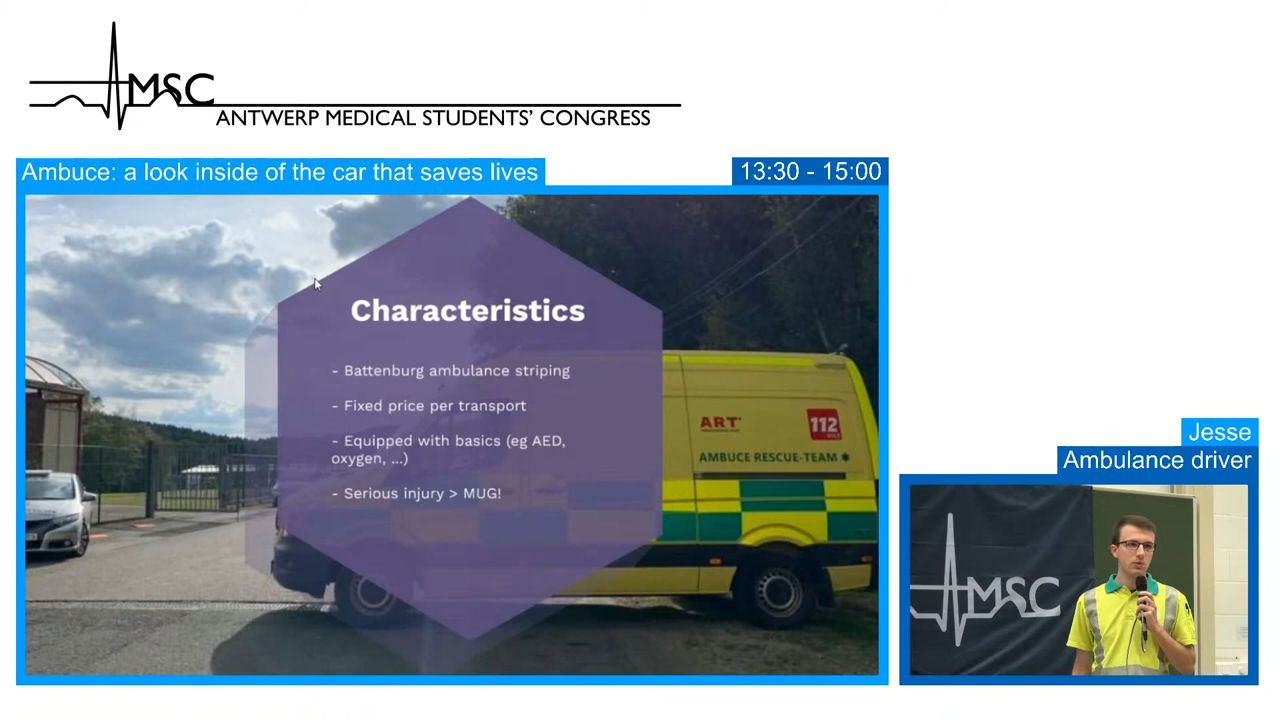 MSC
ANTWERP MEDICAL STUDENTS' CONGRESS
Ambuce: a look inside of the car that saves lives
13:30 - 15:00
Characteristics
- Battenburg ambulance striping
- Fixed price per transport
- Equipped with basics (eg AED,
oxygen, ...)
- Serious injury > MUG!
ART
112
AMBUCE RESCUE-TEAM
Jesse
Ambulance driver
MSC